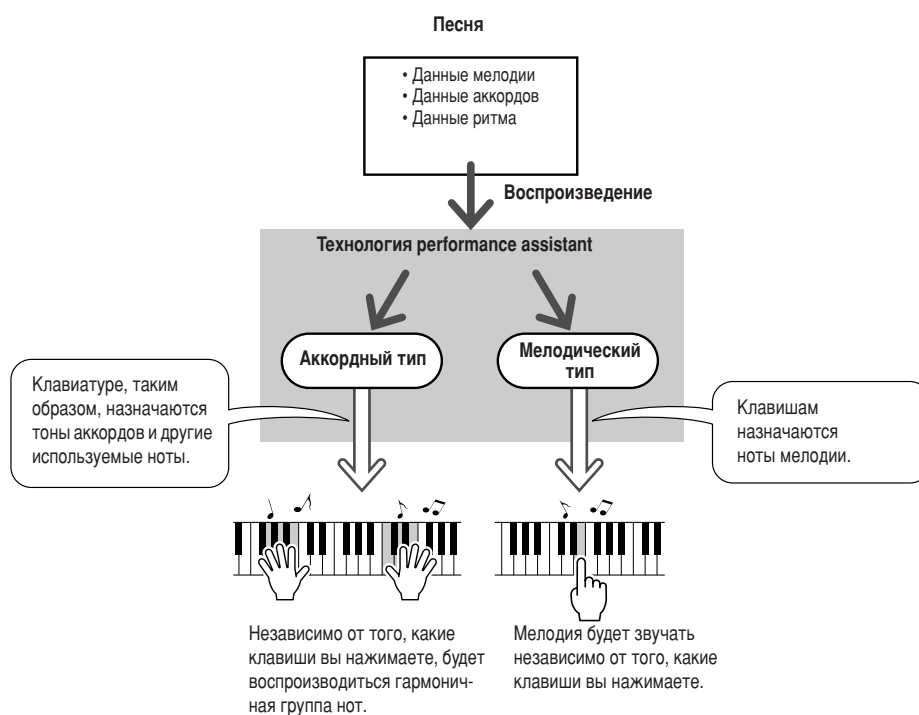 Песня
• Данные мелодии
• Данные аккордов
• Данные ритма
Воспроизведение
Технология performance assistant
Аккордный тип
Мелодический
тип
Клавиатуре, таким
образом, назначаются
тоны аккордов и другие
используемые ноты.
Клавишам
назначаются
ноты мелодии.
Независимо от того, какие
клавиши вы нажимаете, будет
воспроизводиться гармонич-
ная группа нот.
Мелодия будет звучать
независимо от того, какие
клавиши вы нажимаете.